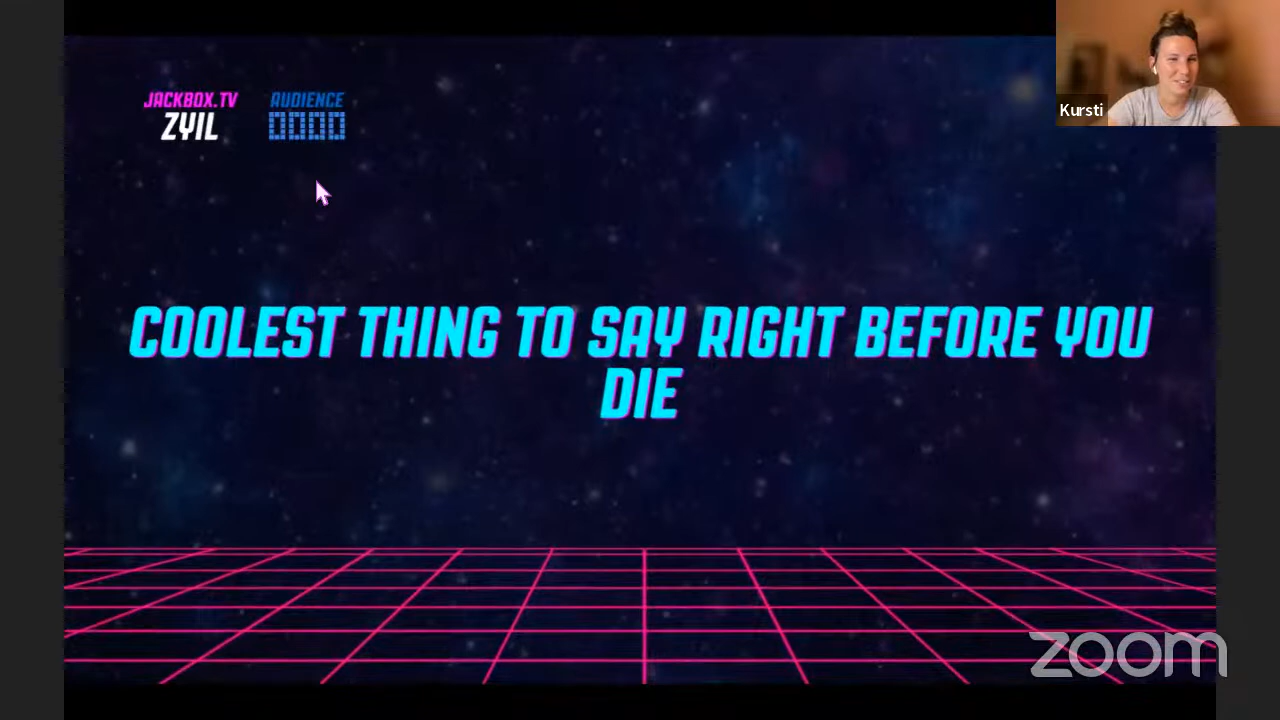 JACKBOX.TV
ZYIL
AUDIENCE
0000
Kursti
COOLEST THING TO SAY RIGHT BEFORE YOU
DIE
zoom